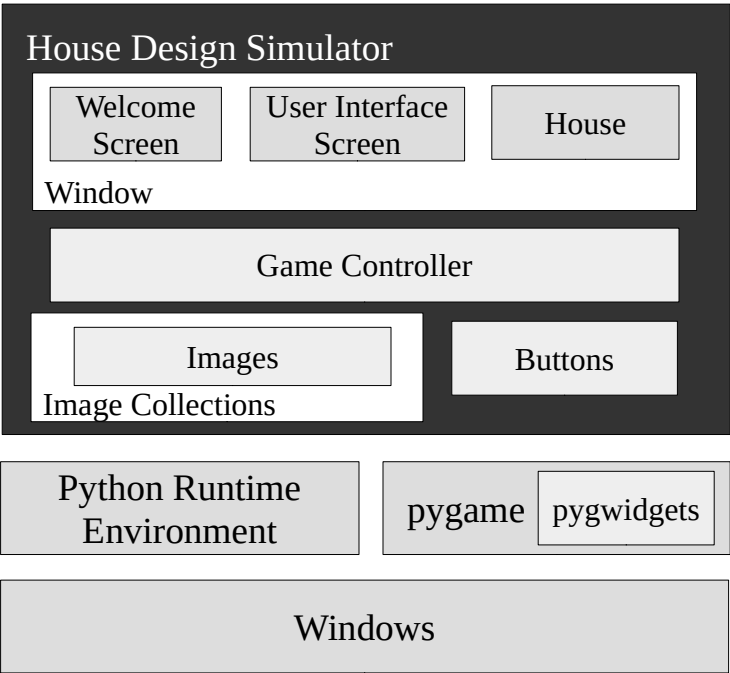 House Design Simulator
Welcome
Screen
User Interface
Screen
House
Window
Game Controller
Images
Image Collections
Buttons
Python Runtime
Environment
pygame
pygwidgets
Windows